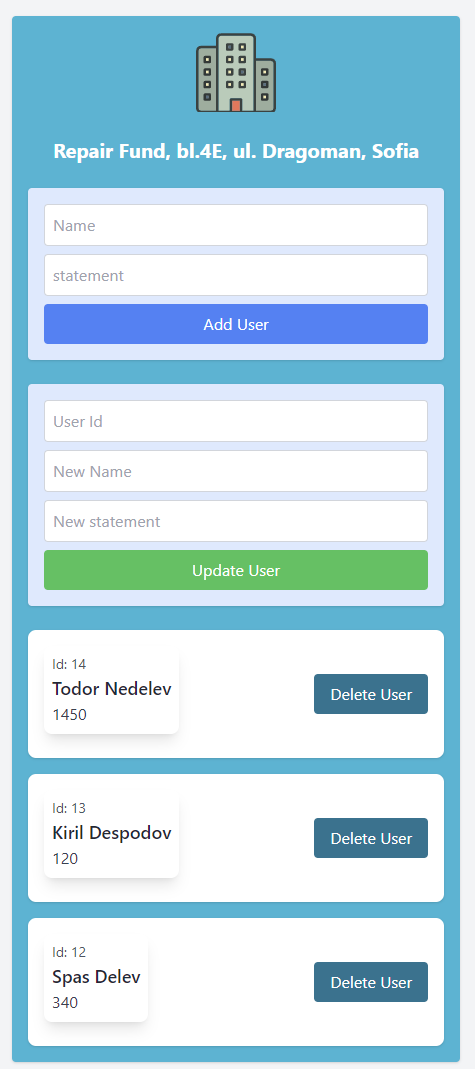 Repair Fund, bl.4E, ul. Dragoman, Sofia
Name
statement
Add User
User Id
New Name
New statement
Update User
Id: 14
Todor Nedelev
1450
Delete User
Id: 13
Kiril Despodov
120
Delete User
Id: 12
Spas Delev
340
Delete User